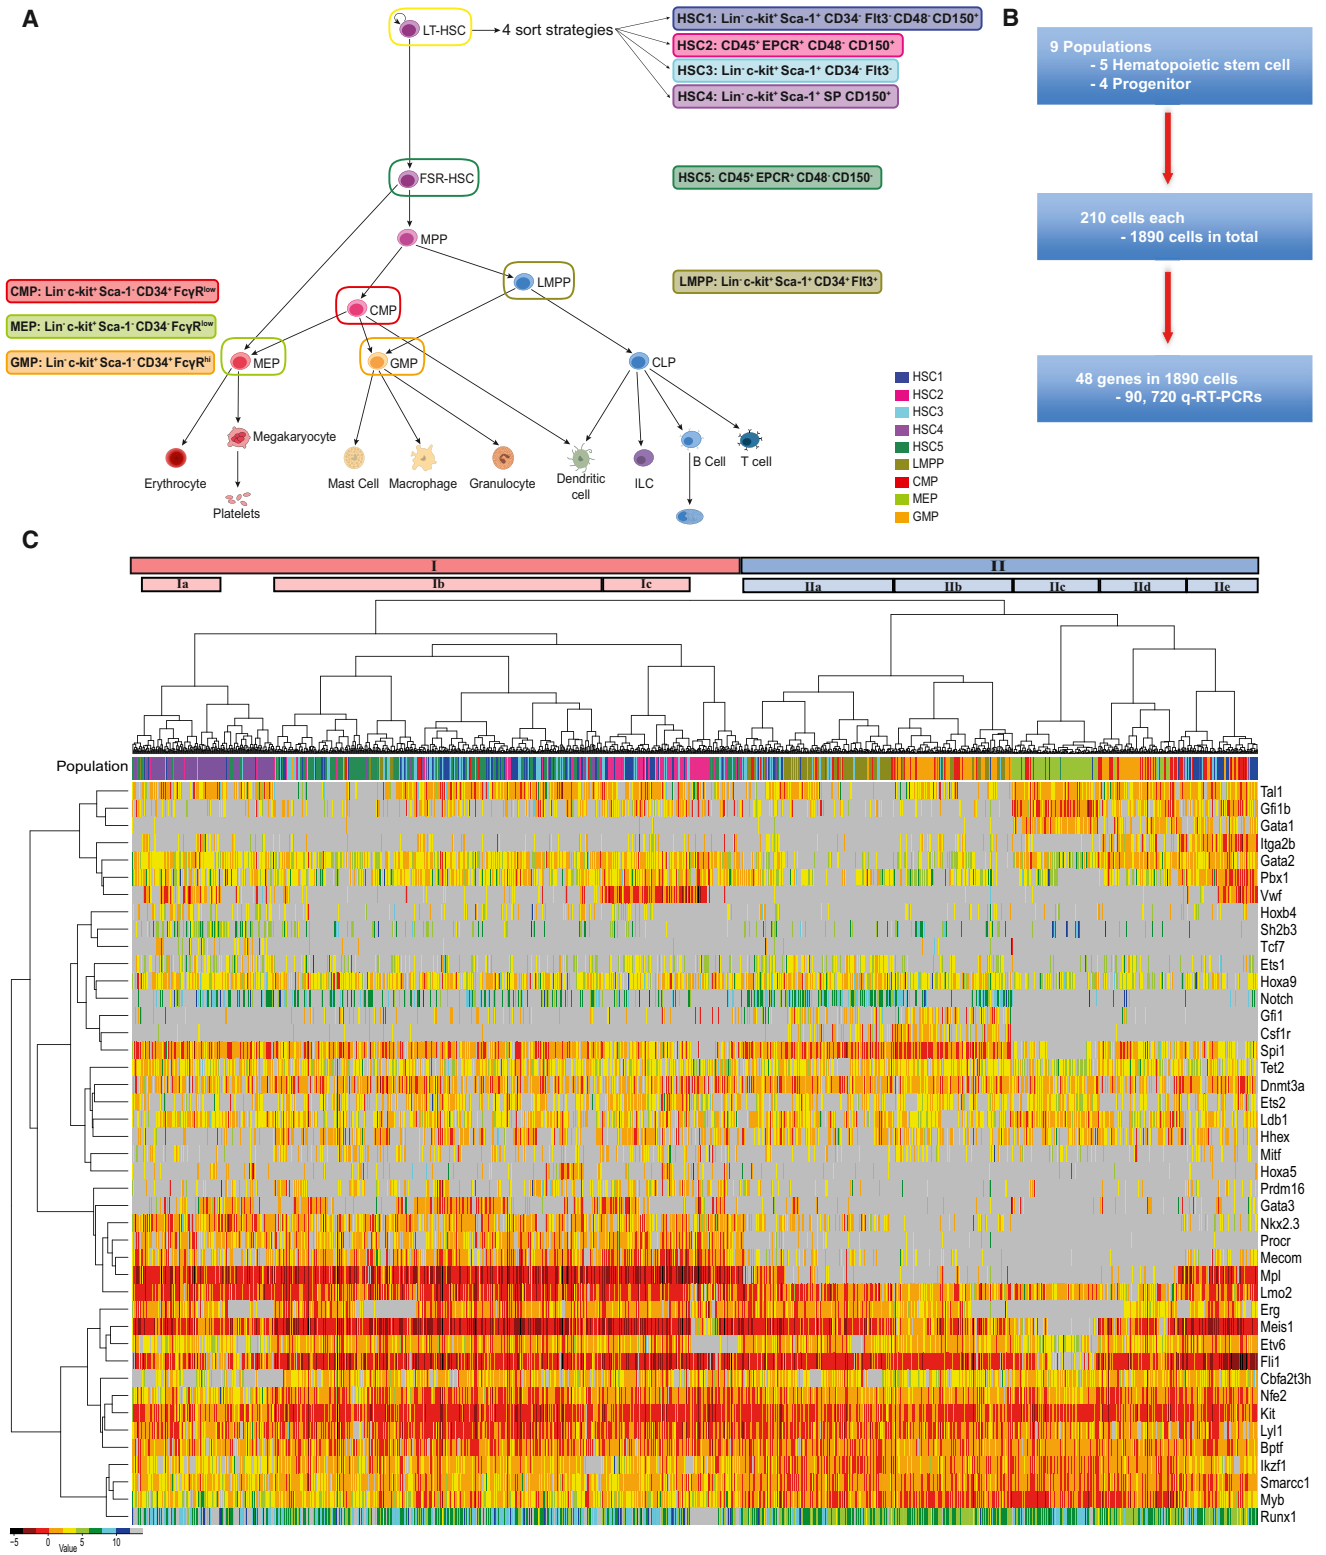 A
LT-HSC
4 sort strategies
HSC1: Lin⁻ c-kit⁺ Sca-1⁺ CD34⁻ Flt3⁻ CD48⁻ CD150⁺
HSC2: CD45⁺ EPCR⁺ CD48⁻ CD150⁺
HSC3: Lin⁻ c-kit⁺ Sca-1⁺ CD34⁻ Flt3⁻
HSC4: Lin⁻ c-kit⁺ Sca-1⁺ SP CD150⁺
FSR-HSC
HSC5: CD45⁺ EPCR⁺ CD48⁻ CD150⁻
MPP
LMPP
LMPP: Lin⁻ c-kit⁺ Sca-1⁺ CD34⁺ Flt3⁺
CMP: Lin⁻ c-kit⁺ Sca-1⁻ CD34⁺ FcγRlow
MEP: Lin⁻ c-kit⁺ Sca-1⁻ CD34⁻ FcγRlow
GMP: Lin⁻ c-kit⁺ Sca-1⁻ CD34⁺ FcγRhi
CMP
MEP
GMP
CLP
Megakaryocyte
Erythrocyte
Platelets
Mast Cell
Macrophage
Granulocyte
Dendritic
cell
ILC
B Cell
T cell
HSC1
HSC2
HSC3
HSC4
HSC5
LMPP
CMP
MEP
GMP
B
9 Populations
- 5 Hematopoietic stem cell
- 4 Progenitor
210 cells each
- 1890 cells in total
48 genes in 1890 cells
- 90, 720 q-RT-PCRs
C
I
II
Ia
Ib
Ic
IIa
IIb
IIc
IId
IIe
Population
Tal1
Gfi1b
Gata1
Itga2b
Gata2
Pbx1
Vwf
Hoxb4
Sh2b3
Tcf7
Ets1
Hoxa9
Notch
Gfi1
Csf1r
Spi1
Tet2
Dnmt3a
Ets2
Ldb1
Hhex
Mitf
Hoxa5
Prdm16
Gata3
Nkx2.3
Procr
Mecom
Mpl
Lmo2
Erg
Meis1
Etv6
Fli1
Cbfa2t3h
Nfe2
Kit
Lyl1
Bptf
Ikzf1
Smarcc1
Myb
Runx1
−5 0 5 10
Value